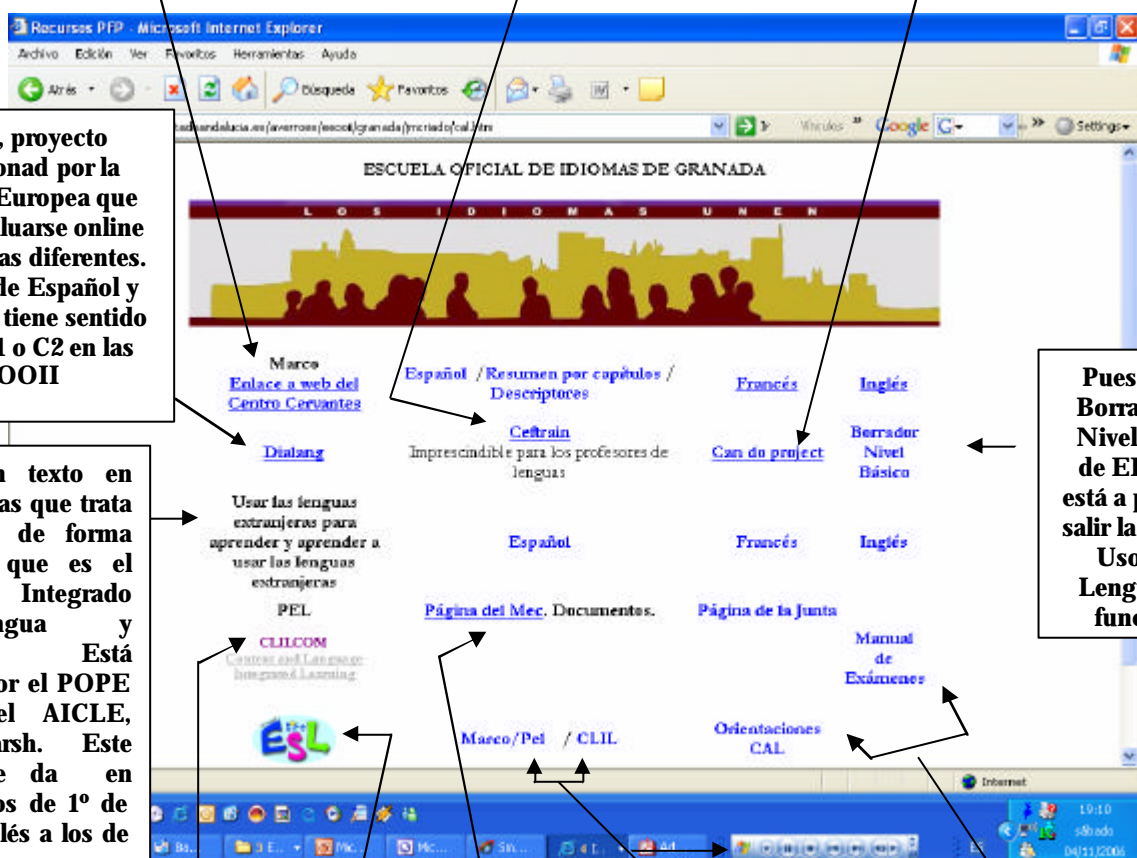 Recursos PFP - Microsoft Internet Explorer
Archivo Edición Ver Favoritos Herramientas Ayuda
Atrás Búsqueda Favoritos
Vínculos Google Settings
ESCUELA OFICIAL DE IDIOMAS DE GRANADA
LOS IDIOMAS UNEN
, proyecto
onad por la
Europea que
luarse online
as diferentes.
de Español y
tiene sentido
1 o C2 en las
OOII
Marco
Enlace a web del
Centro Cervantes
Español / Resumen por capítulos /
Descriptores
Francés
Inglés
Dialang
Ceftrain
Imprescindible para los profesores de
lenguas
Can do project
Borrador
Nivel
Básico
Pues
Borra
Nivel
de EI
está a p
salir la
Uso
Leng
func
n texto en
as que trata
de forma
que es el
Integrado
ngua y
Está
or el POPE
el AICLE,
arsh. Este
e da en
os de 1º de
lés a los de
Usar las lenguas
extranjeras para
aprender y aprender a
usar las lenguas
extranjeras
Español
Francés
Inglés
PEL
Página del Mec. Documentos.
Página de la Junta
CLILCOM
Content and Language
Integrated Learning
Manual
de
Exámenes
ESL
Marco/Pel / CLIL
Orientaciones
CAL
Internet
ES
19:10
sábado
04/11/2006